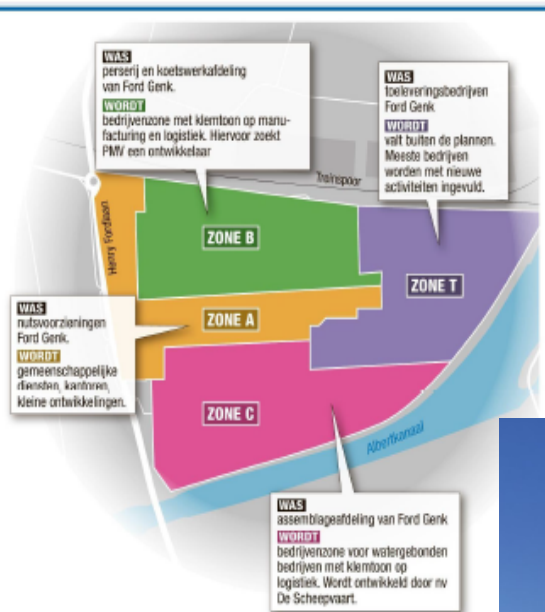 WAS
perserij en koetswerkafdeling
van Ford Genk.
WORDT
bedrijvenzone met klemtoon op manu-
facturing en logistiek. Hiervoor zoekt
PMV een ontwikkelaar
WAS
toeleveringsbedrijven
Ford Genk
WORDT
valt buiten de plannen.
Meeste bedrijven
worden met nieuwe
activiteiten ingevuld.
Treinspoor
Henry Fordlaan
ZONE B
ZONE T
ZONE A
WAS
nutsvoorzieningen
Ford Genk.
WORDT
gemeenschappelijke
diensten, kantoren,
kleine ontwikkelingen.
ZONE C
Albertkanaal
WAS
assemblageafdeling van Ford Genk
WORDT
bedrijvenzone voor watergebonden
bedrijven met klemtoon op
logistiek. Wordt ontwikkeld door nv
De Scheepvaart.